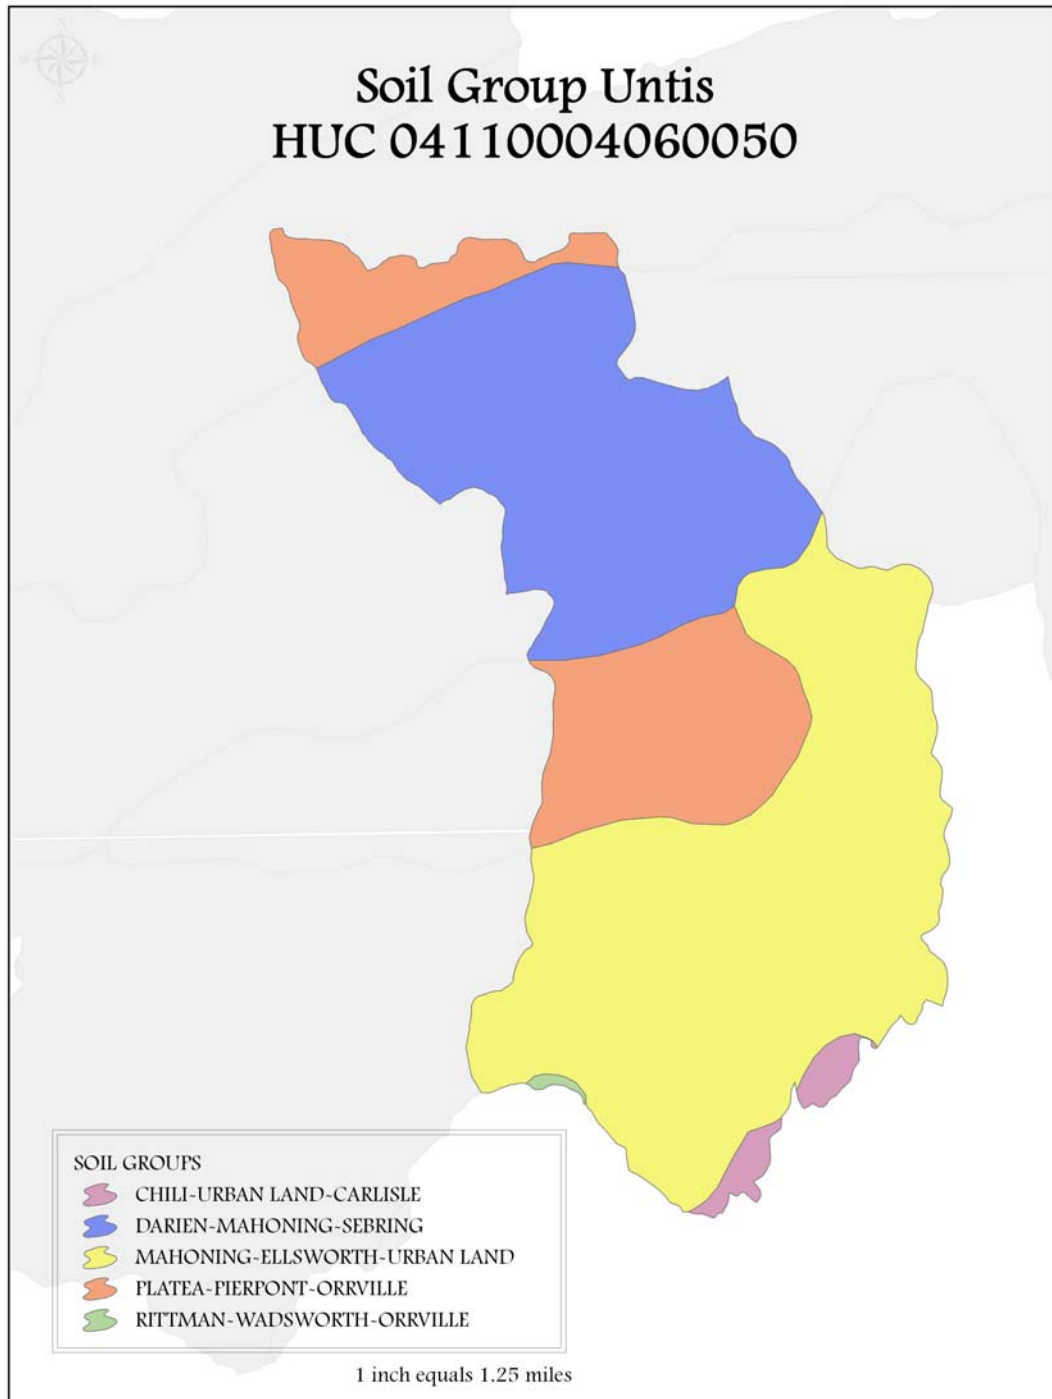 N
W E
S
Soil Group Untis
HUC 04110004060050
SOIL GROUPS
CHILI-URBAN LAND-CARLISLE
DARIEN-MAHONING-SEBRING
MAHONING-ELLSWORTH-URBAN LAND
PLATEA-PIERPONT-ORRVILLE
RITTMAN-WADSWORTH-ORRVILLE
1 inch equals 1.25 miles